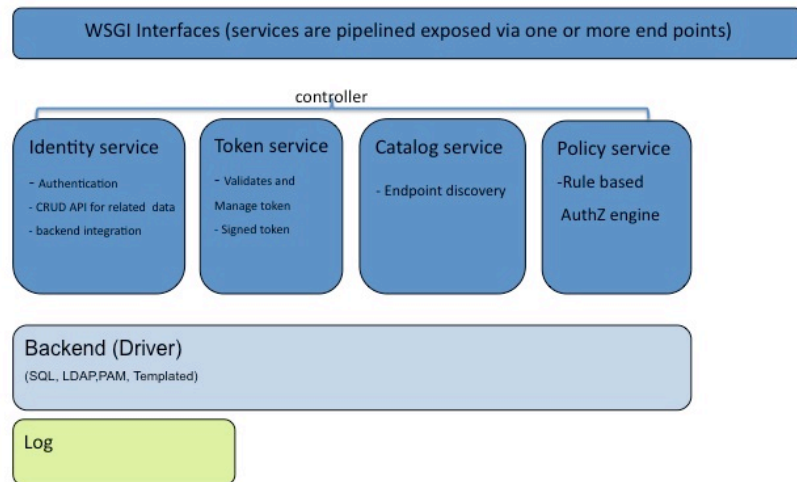 WSGI Interfaces (services are pipelined exposed via one or more end points)
controller
Identity service
- Authentication
- CRUD API for related data
- backend integration
Token service
- Validates and
Manage token
- Signed token
Catalog service
- Endpoint discovery
Policy service
-Rule based
AuthZ engine
Backend (Driver)
(SQL, LDAP,PAM, Templated)
Log